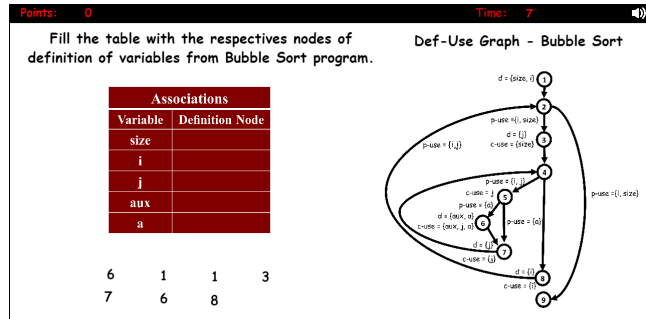 Points: 0 Time: 7
Fill the table with the respectives nodes of
definition of variables from Bubble Sort program.
Associations
Variable Definition Node
size
i
j
aux
a
6 1 1 3
7 6 8
Def-Use Graph - Bubble Sort
d = {size, i} 1
2
p-use ={i, size}
d = {j}
c-use = {size} 3
p-use = {i,j}
4
p-use = {i, j}
c-use = j 5
p-use ={i, size}
p-use = {a}
d = {aux, a}
c-use = {aux, j, a} 6
p-use = {a}
d = {j} 7
c-use = {j}
d = {i} 8
c-use = {i}
9